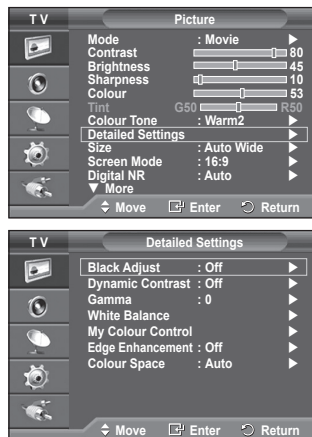 TV Picture
Mode : Movie
Contrast 80
Brightness 45
Sharpness 10
Colour 53
Tint G50 R50
Colour Tone : Warm2
Detailed Settings
Size : Auto Wide
Screen Mode : 16:9
Digital NR : Auto
▼ More
Move Enter Return
TV Detailed Settings
Black Adjust : Off
Dynamic Contrast : Off
Gamma : 0
White Balance
My Colour Control
Edge Enhancement : Off
Colour Space : Auto
Move Enter Return